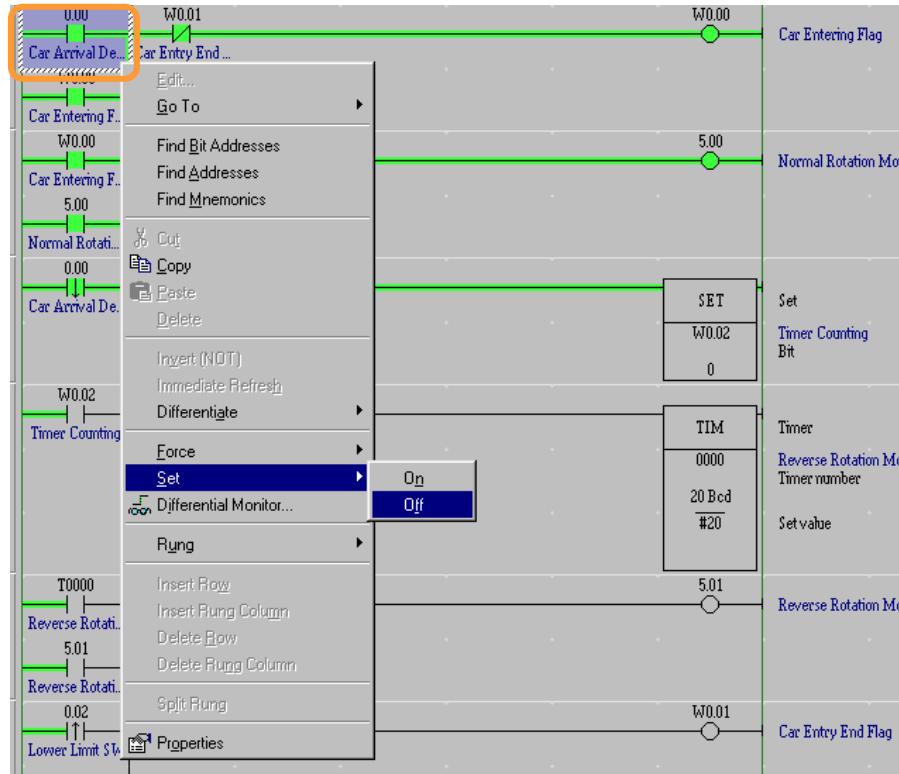 0.00 W0.01 W0.00
Car Arrival De... Car Entry End ... Car Entering Flag
Edit...
Car Entering F.. Go To
W0.00 Find Bit Addresses 5.00
Car Entering F.. Find Addresses Normal Rotation Mo
5.00 Find Mnemonics
Normal Rotati... Cut
0.00 Copy
Car Arrival De. Paste SET Set
Delete W0.02 Timer Counting
Invert (NOT) 0 Bit
Immediate Refresh
W0.02 Differentiate
Timer Counting TIM Timer
Force 0000 Reverse Rotation Mo
Set On Timer number
Differential Monitor... Off 20 Bcd
Rung #20 Set value
T0000 Insert Row 5.01
Reverse Rotati.. Insert Rung Column Reverse Rotation Mo
5.01 Delete Row
Reverse Rotati.. Delete Rung Column
0.02 Split Rung W0.01
Lower Limit SW Properties Car Entry End Flag